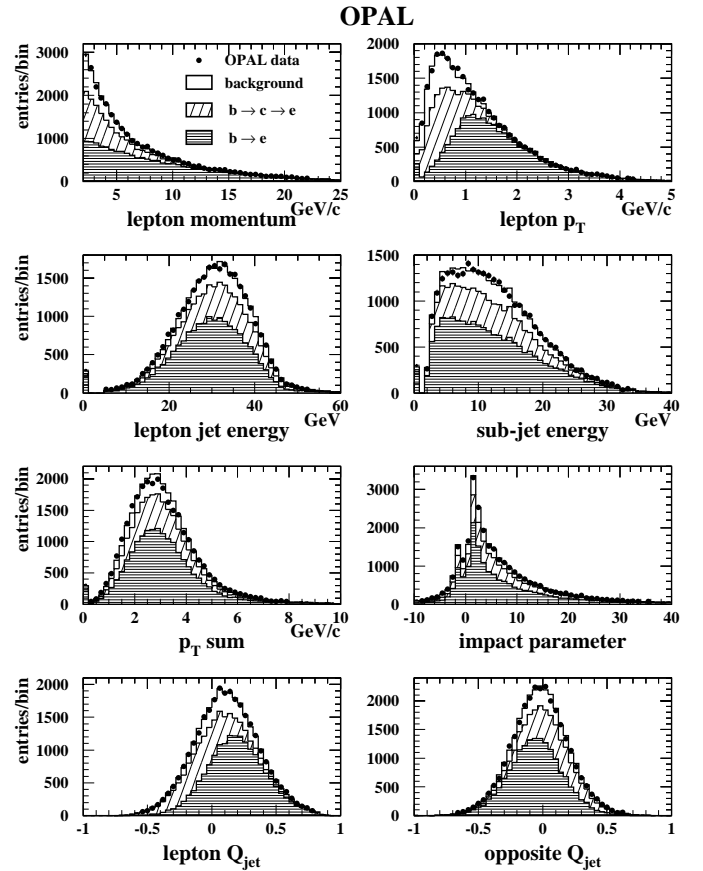 OPAL
entries/bin
3000
2000
1000
0
5 10 15 20 25
GeV/c
lepton momentum
OPAL data
background
b → c → e
b → e
2000
1500
1000
500
0
0 1 2 3 4 5
GeV/c
lepton p_T
entries/bin
1500
1000
500
0
0 20 40 60
GeV
lepton jet energy
1500
1000
500
0
0 10 20 30 40
GeV
sub-jet energy
entries/bin
2000
1500
1000
500
0
0 2 4 6 8 10
GeV/c
p_T sum
3000
2000
1000
0
-10 0 10 20 30 40
impact parameter
entries/bin
2000
1500
1000
500
0
-1 -0.5 0 0.5 1
lepton Q_jet
2000
1500
1000
500
0
-1 -0.5 0 0.5 1
opposite Q_jet